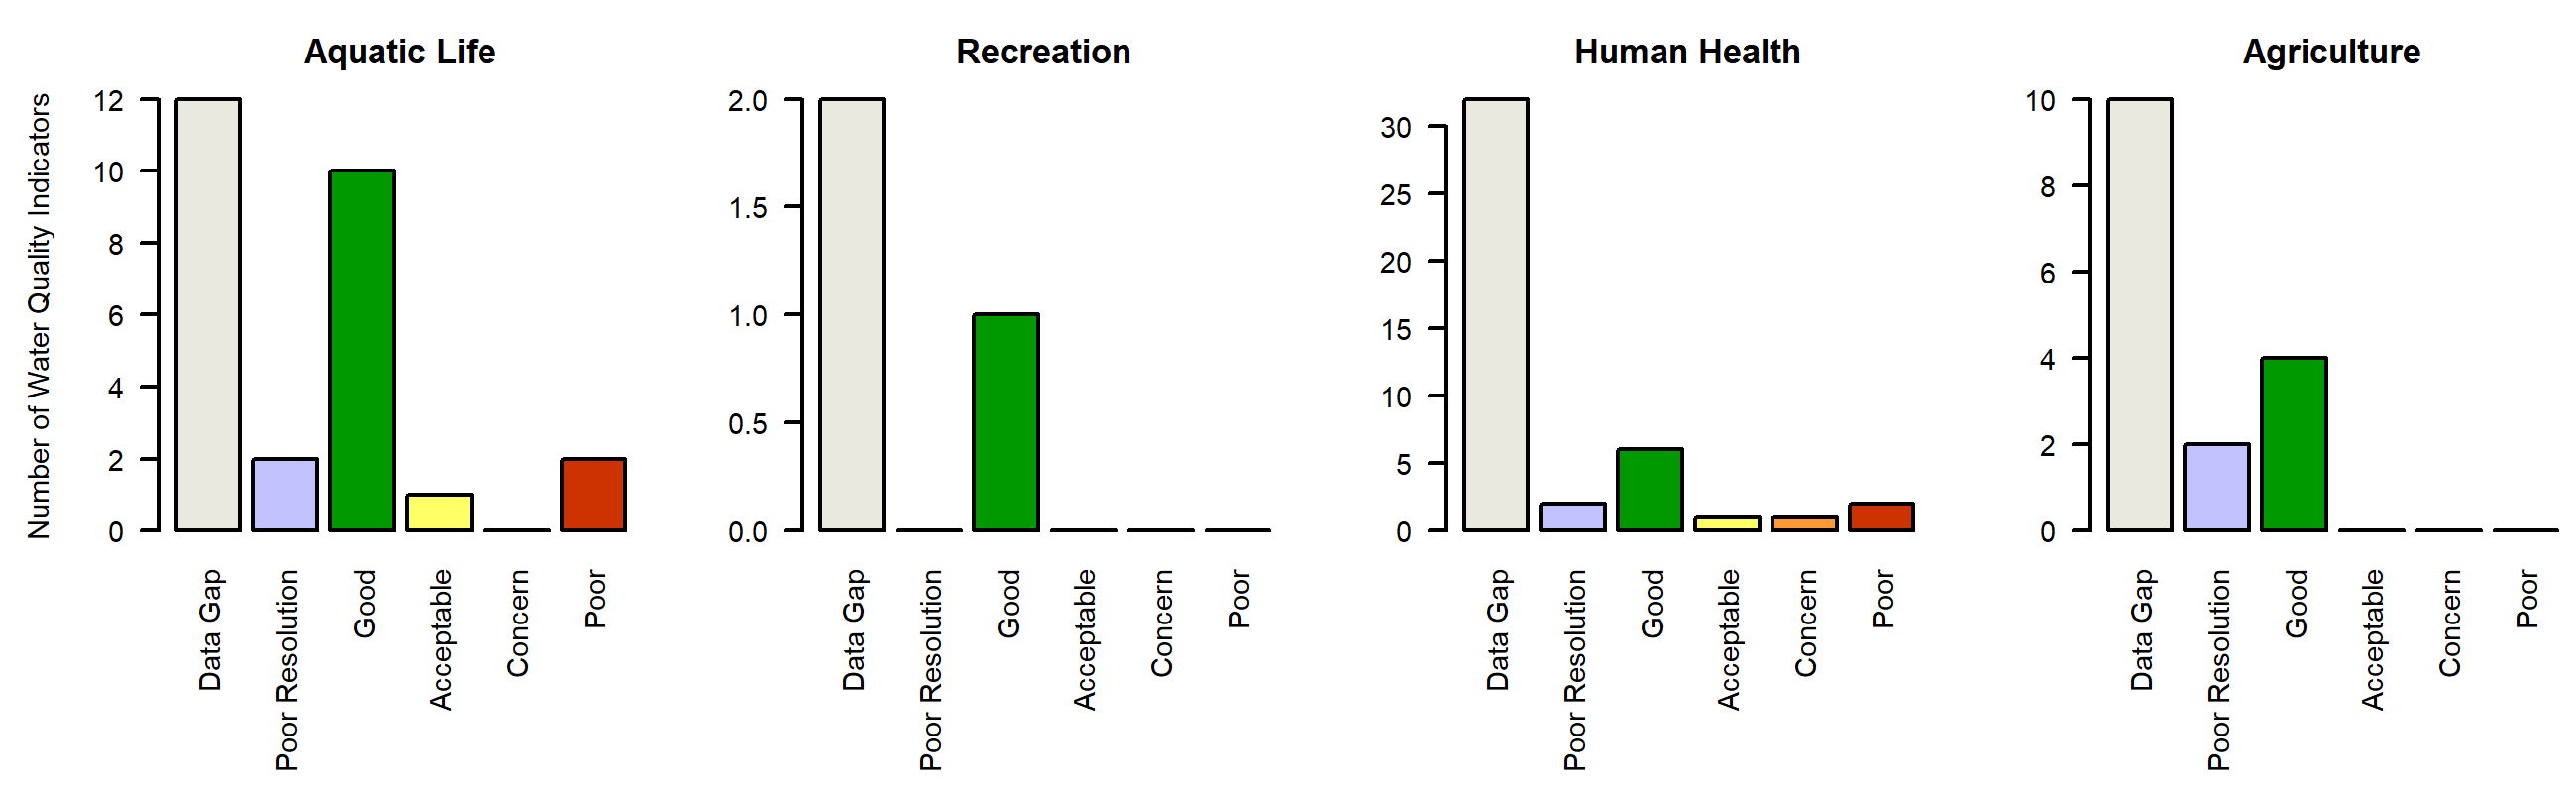 Aquatic Life
Number of Water Quality Indicators
12
10
8
6
4
2
0
Data Gap
Poor Resolution
Good
Acceptable
Concern
Poor
Recreation
2.0
1.5
1.0
0.5
0.0
Data Gap
Poor Resolution
Good
Acceptable
Concern
Poor
Human Health
30
25
20
15
10
5
0
Data Gap
Poor Resolution
Good
Acceptable
Concern
Poor
Agriculture
10
8
6
4
2
0
Data Gap
Poor Resolution
Good
Acceptable
Concern
Poor